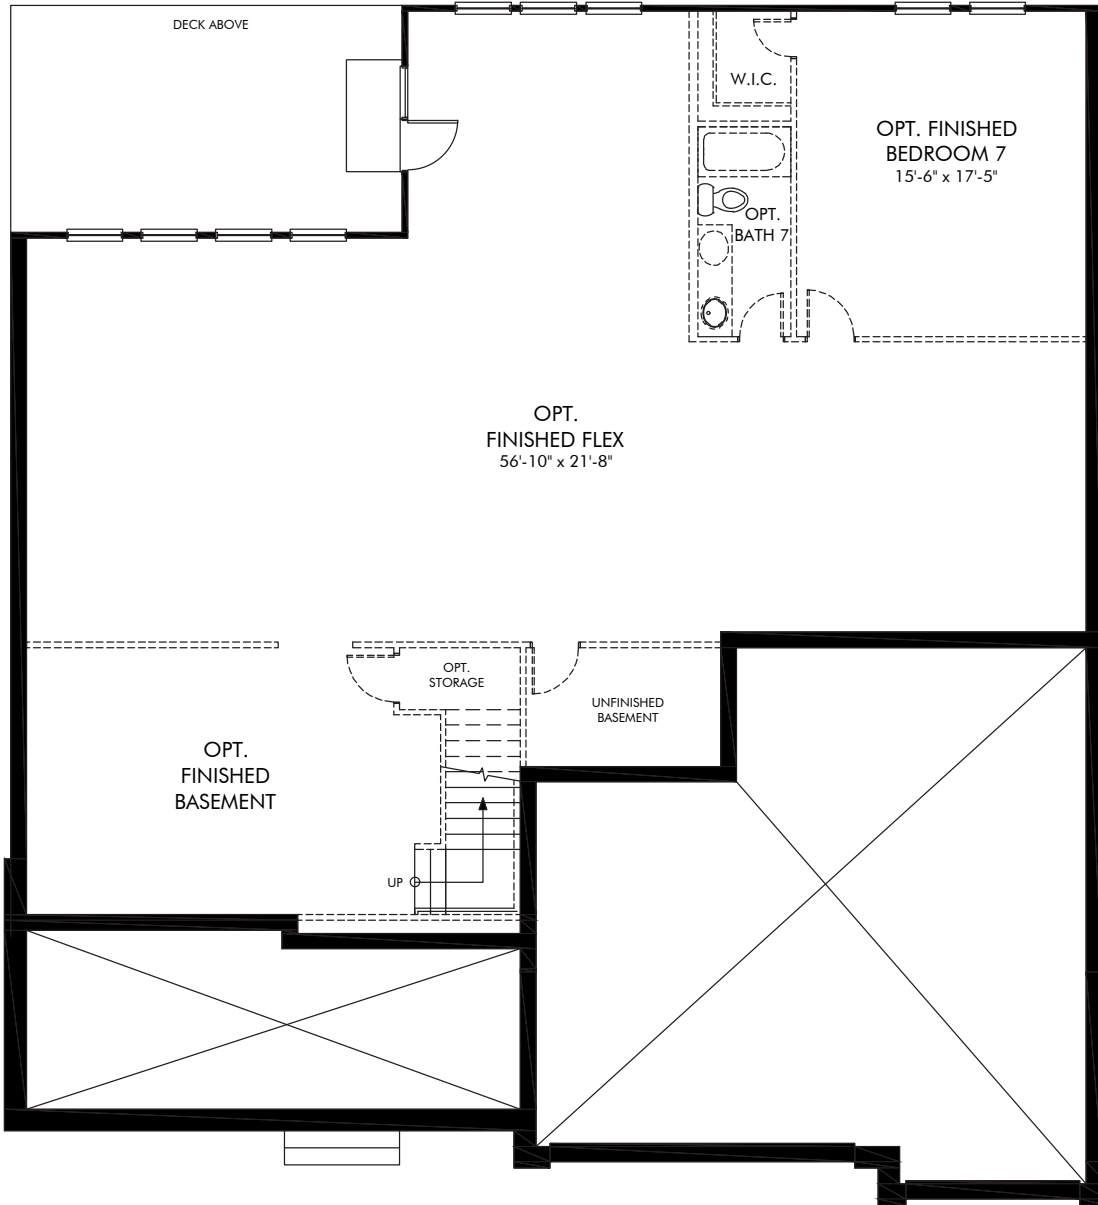 DECK ABOVE
W.I.C.
OPT. FINISHED
BEDROOM 7
15'-6" x 17'-5"
OPT.
BATH 7
OPT.
FINISHED FLEX
56'-10" x 21'-8"
OPT.
STORAGE
UNFINISHED
BASEMENT
OPT.
FINISHED
BASEMENT
UP